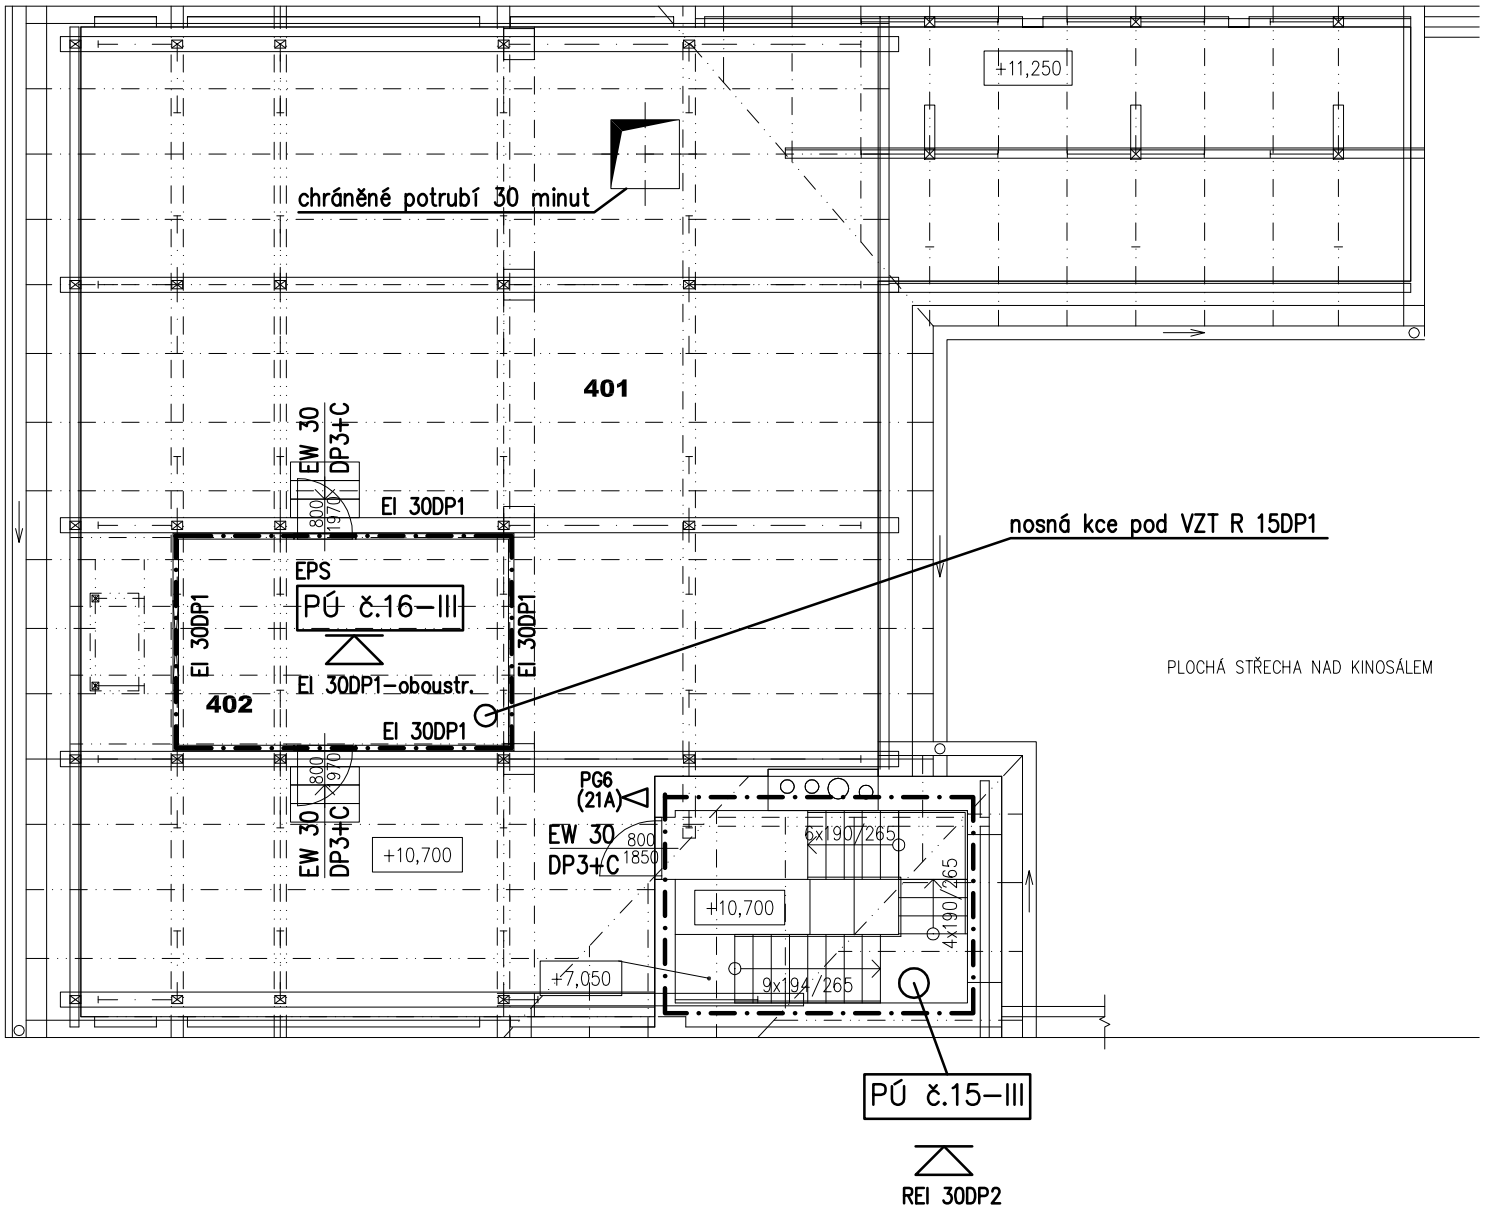 +11,250
chráněné potrubí 30 minut
401
EW 30
DP3+C
800
1970
EI 30DP1
nosná kce pod VZT R 15DP1
EPS
PÚ č.16-III
EI 30DP1
EI 30DP1
EI 30DP1-oboustr.
402
EI 30DP1
PLOCHÁ STŘECHA NAD KINOSÁLEM
800
1970
EW 30
DP3+C
PG6
(21A)
EW 30
DP3+C
800
1850
6x190/265
+10,700
4x190/265
+10,700
+7,050
9x194/265
PÚ č.15-III
REI 30DP2